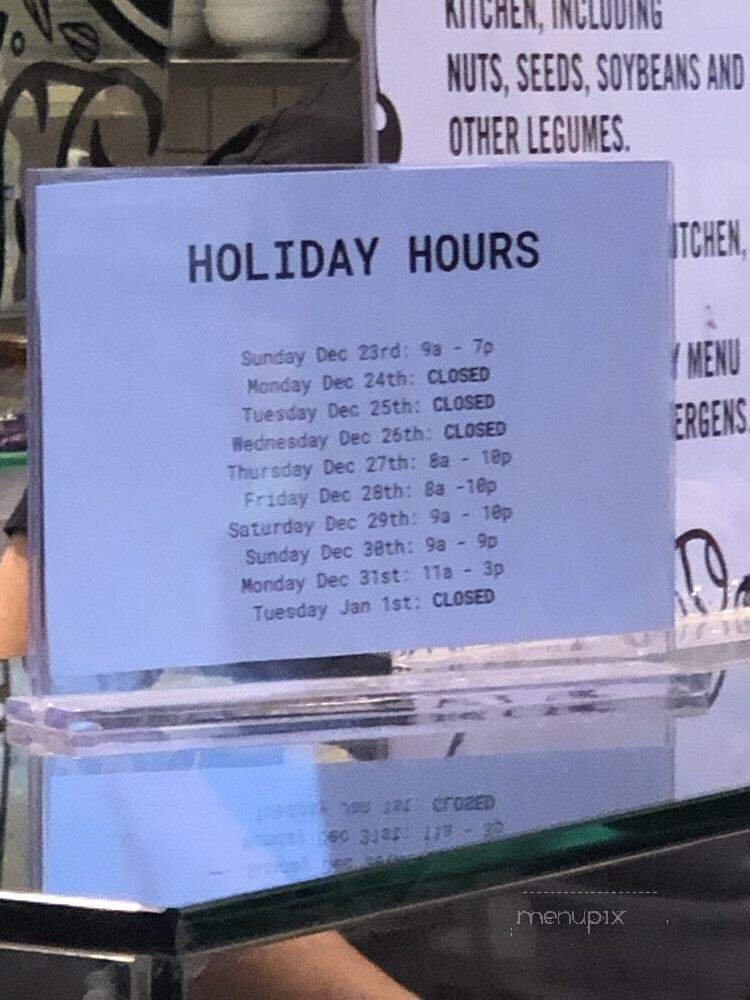 KITCHEN, INCLUDING
NUTS, SEEDS, SOYBEANS AND
OTHER LEGUMES.
ITCHEN,
Y MENU
ERGENS.
HOLIDAY HOURS
Sunday Dec 23rd: 9a - 7p
Monday Dec 24th: CLOSED
Tuesday Dec 25th: CLOSED
Wednesday Dec 26th: CLOSED
Thursday Dec 27th: 8a - 10p
Friday Dec 28th: 8a -10p
Saturday Dec 29th: 9a - 10p
Sunday Dec 30th: 9a - 9p
Monday Dec 31st: 11a - 3p
Tuesday Jan 1st: CLOSED
menupix